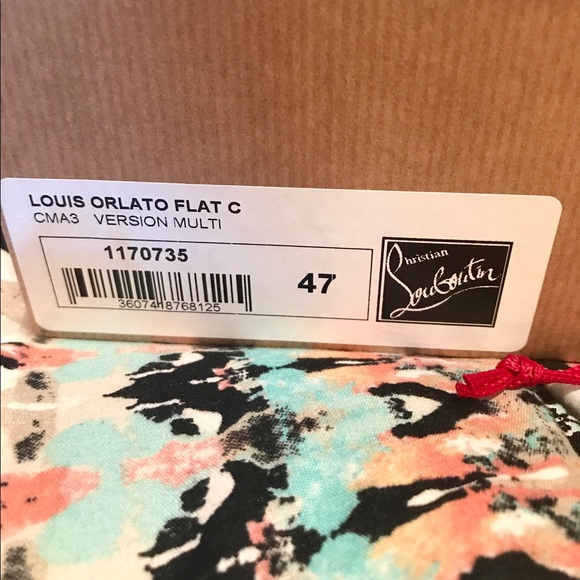 LOUIS ORLATO FLAT C
CMA3 VERSION MULTI
1170735
3607418768125
47
Christian
Louboutin